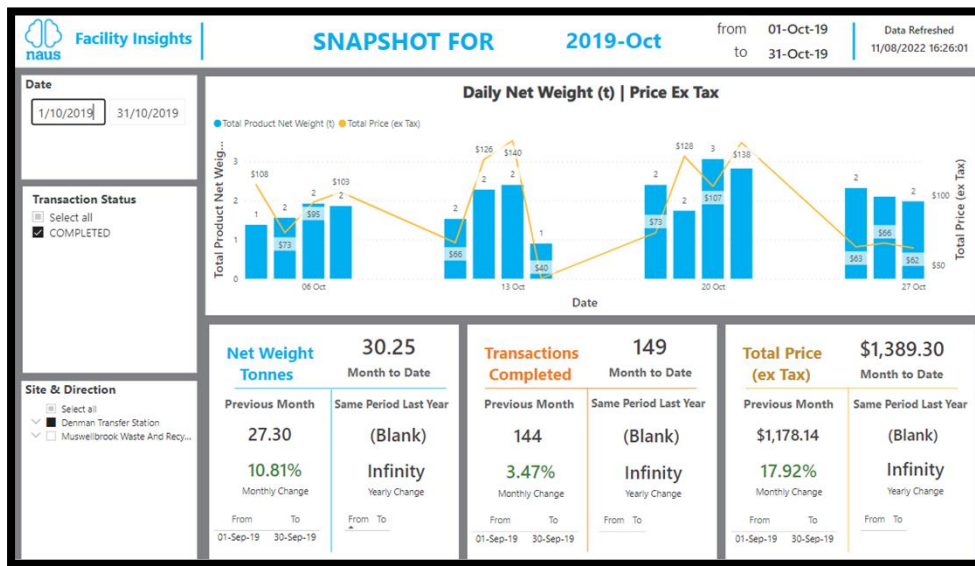 naus
Facility Insights
SNAPSHOT FOR
2019-Oct
from 01-Oct-19
to 31-Oct-19
Data Refreshed
11/08/2022 16:26:01
Date
1/10/2019 31/10/2019
Transaction Status
Select all
COMPLETED
Site & Direction
Select all
Denman Transfer Station
Muswellbrook Waste And Recy...
Daily Net Weight (t) | Price Ex Tax
Total Product Net Weight (t) Total Price (ex Tax)
Total Product Net Weig...
3
2
1
0
$108
1
2
$73
2
$95
$103
2
2
$66
$126
2
$140
2
1
$40
2
$73
$128
2
3
$107
$138
2
$63
$66
2
$62
$100
$50
Total Price (ex Tax)
06 Oct 13 Oct 20 Oct 27 Oct
Date
Net Weight
Tonnes
30.25
Month to Date
Previous Month Same Period Last Year
27.30 (Blank)
10.81% Infinity
Monthly Change Yearly Change
From To From To
01-Sep-19 30-Sep-19
Transactions
Completed
149
Month to Date
Previous Month Same Period Last Year
144 (Blank)
3.47% Infinity
Monthly Change Yearly Change
From To From To
01-Sep-19 30-Sep-19
Total Price
(ex Tax)
$1,389.30
Month to Date
Previous Month Same Period Last Year
$1,178.14 (Blank)
17.92% Infinity
Monthly Change Yearly Change
From To From To
01-Sep-19 30-Sep-19